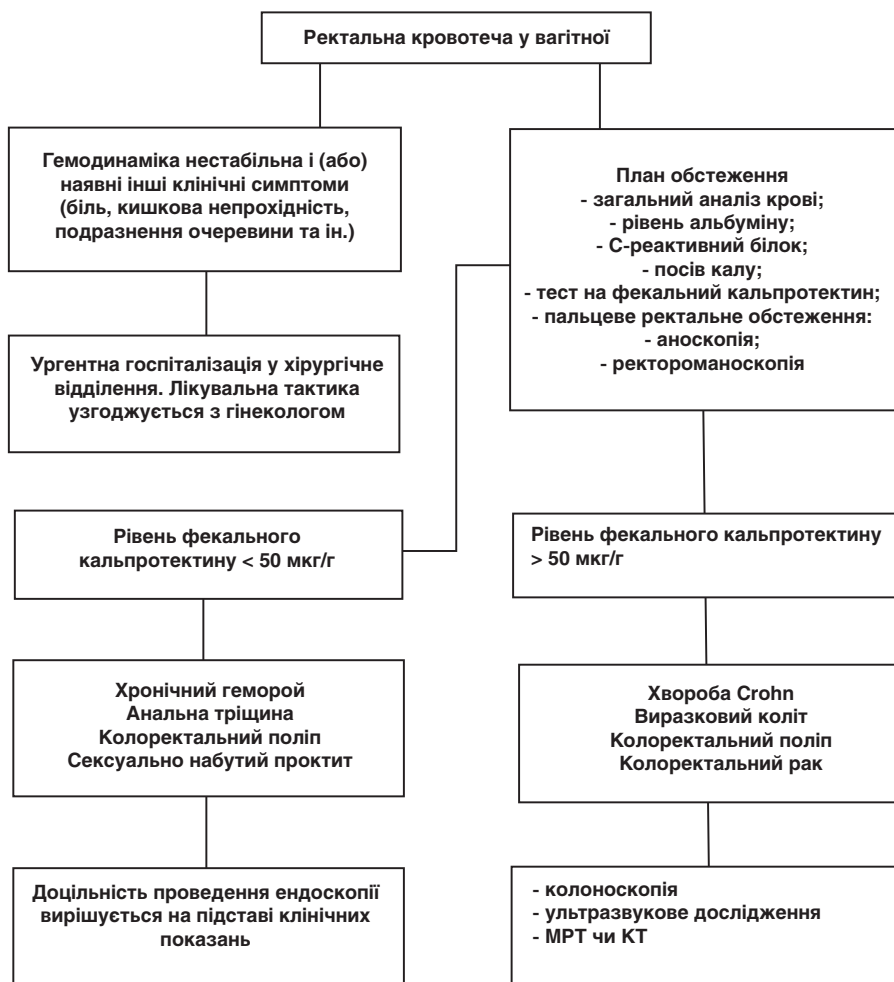 Ректальна кровотеча у вагітної
Гемодинаміка нестабільна і (або)
наявні інші клінічні симптоми
(біль, кишкова непрохідність,
подразнення очеревини та ін.)
План обстеження
- загальний аналіз крові;
- рівень альбуміну;
- С-реактивний білок;
- посів калу;
- тест на фекальний кальпротектин;
- пальцеве ректальне обстеження:
- аноскопія;
- ректороманоскопія
Ургентна госпіталізація у хірургічне
відділення. Лікувальна тактика
узгоджується з гінекологом
Рівень фекального
кальпротектину < 50 мкг/г
Рівень фекального кальпротектину
> 50 мкг/г
Хронічний геморой
Анальна тріщина
Колоректальний поліп
Сексуально набутий проктит
Хвороба Crohn
Виразковий коліт
Колоректальний поліп
Колоректальний рак
Доцільність проведення ендоскопії
вирішується на підставі клінічних
показань
- колоноскопія
- ультразвукове дослідження
- МРТ чи КТ